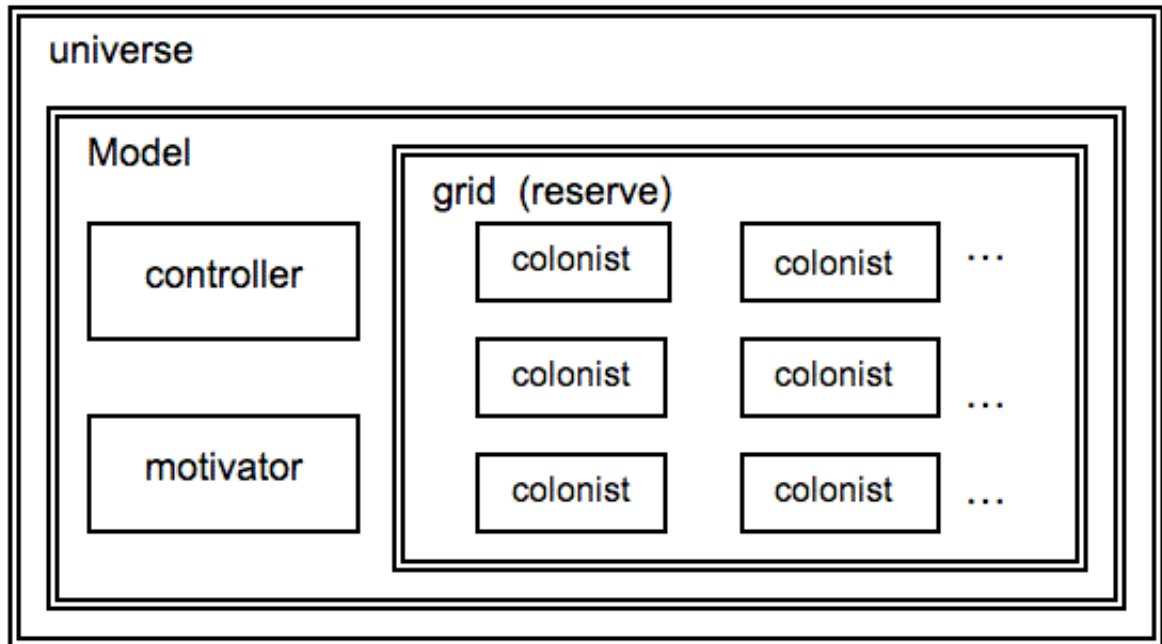 universe
Model
grid (reserve)
controller
colonist
colonist
...
motivator
colonist
colonist
...
colonist
colonist
...